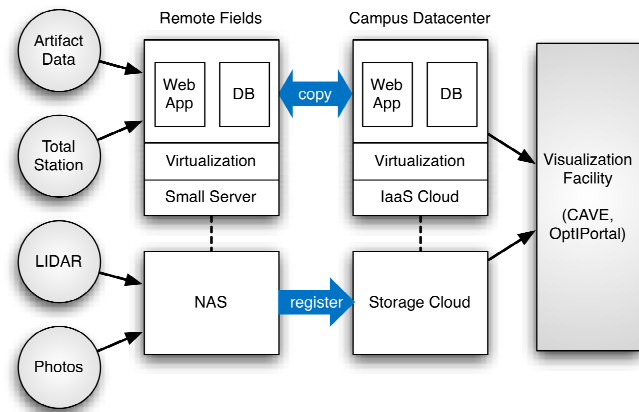 Remote Fields
Campus Datacenter
Artifact
Data
Total
Station
LIDAR
Photos
Web
App
DB
Virtualization
Small Server
copy
Web
App
DB
Virtualization
IaaS Cloud
NAS
register
Storage Cloud
Visualization
Facility
(CAVE,
OptIPortal)